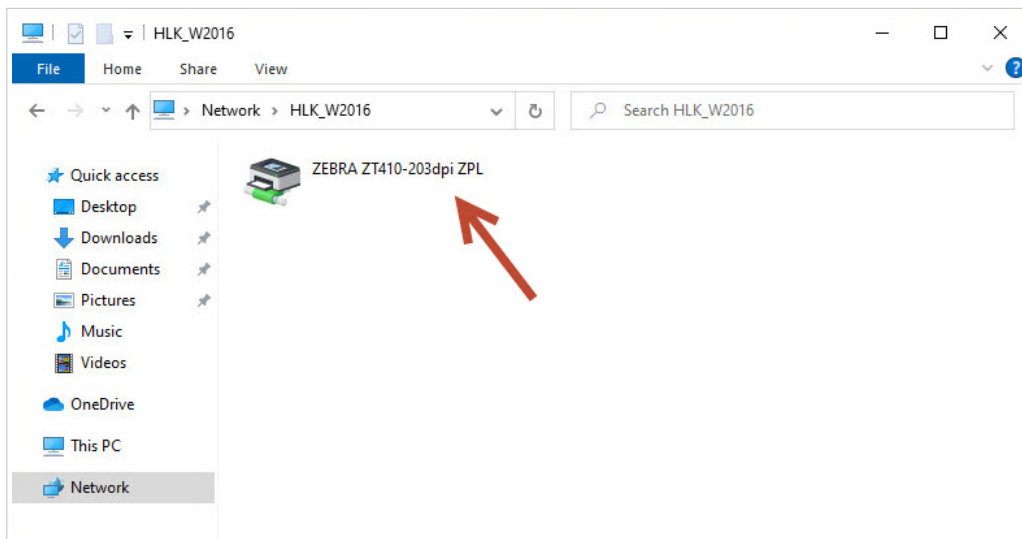 HLK_W2016
File Home Share View
?
Network > HLK_W2016
Search HLK_W2016
Quick access
Desktop
Downloads
Documents
Pictures
Music
Videos
OneDrive
This PC
Network
ZEBRA ZT410-203dpi ZPL